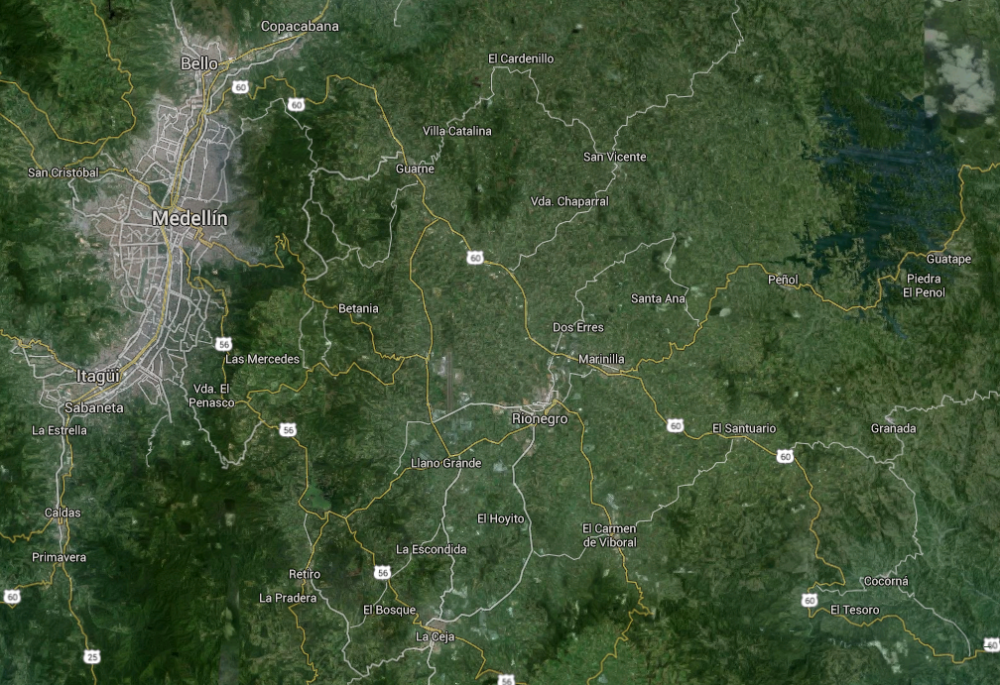 Copacabana
El Cardenillo
Bello
60
60
Villa Catalina
San Vicente
Guarne
San Cristóbal
Vda. Chaparral
Medellín
60
Guatape
Peñol
Piedra
El Penol
Santa Ana
Betania
Dos Erres
56
Las Mercedes
Marinilla
Itagüi
Vda. El
Penasco
Sabaneta
Rionegro
La Estrella
56
60
El Santuario
Granada
60
Llano Grande
Caldas
El Hoyito
El Carmen
de Viboral
La Escondida
Primavera
Retiro
56
Cocorná
60
La Pradera
60
El Bosque
El Tesoro
La Ceja
60
25
56